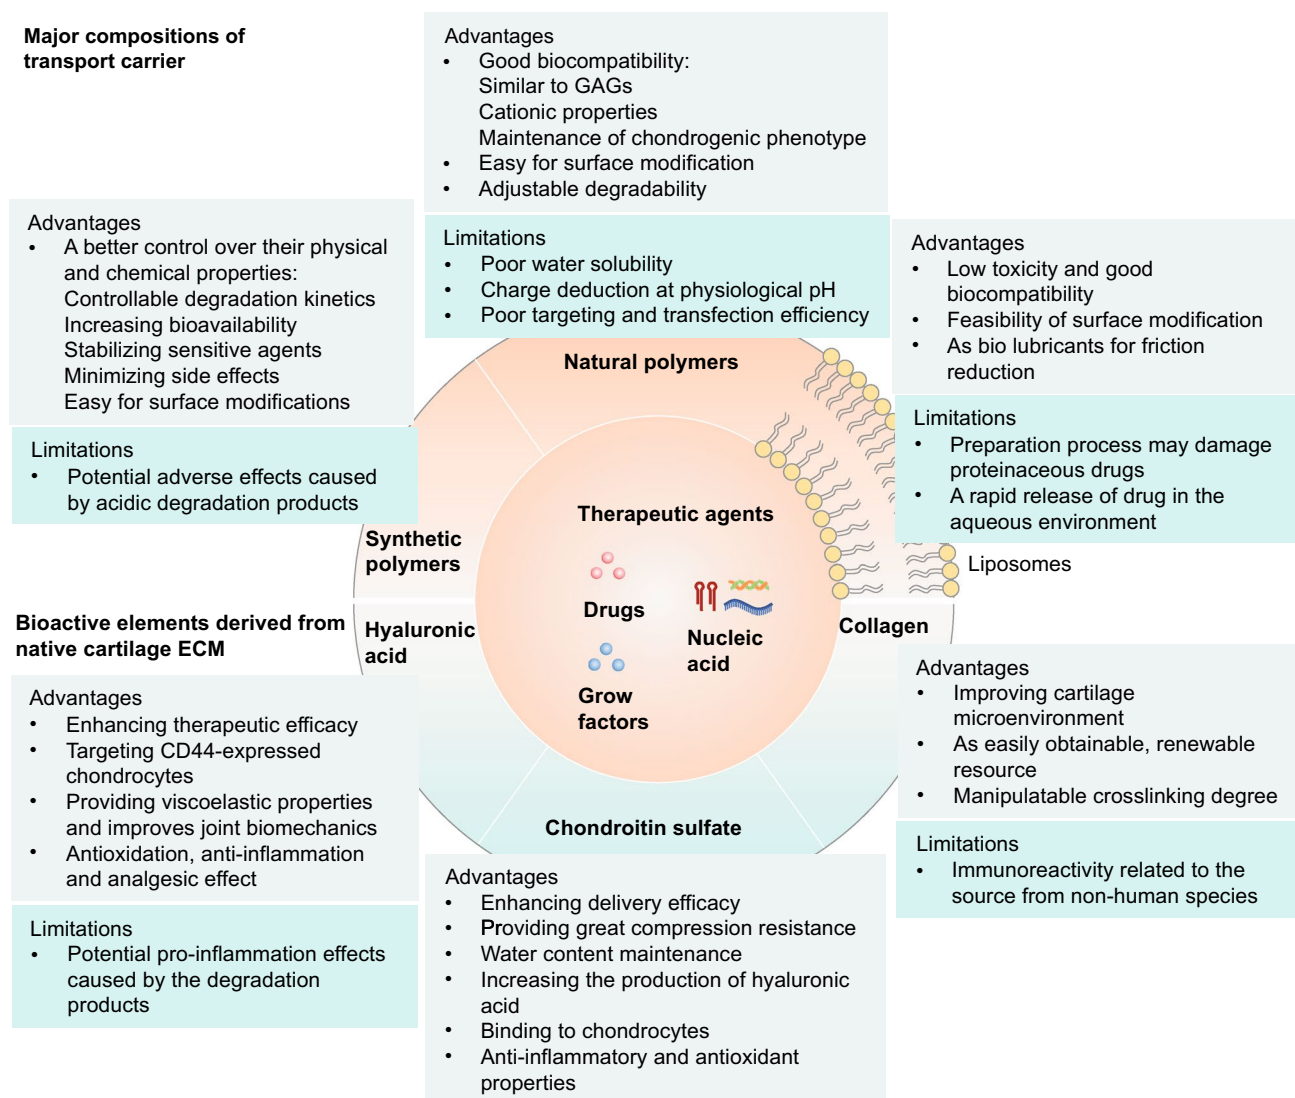 Major compositions of
transport carrier
Advantages
• Good biocompatibility:
Similar to GAGs
Cationic properties
Maintenance of chondrogenic phenotype
• Easy for surface modification
• Adjustable degradability
Limitations
• Poor water solubility
• Charge deduction at physiological pH
• Poor targeting and transfection efficiency
Advantages
• A better control over their physical
and chemical properties:
Controllable degradation kinetics
Increasing bioavailability
Stabilizing sensitive agents
Minimizing side effects
Easy for surface modifications
Limitations
• Potential adverse effects caused
by acidic degradation products
Advantages
• Low toxicity and good
biocompatibility
• Feasibility of surface modification
• As bio lubricants for friction
reduction
Limitations
• Preparation process may damage
proteinaceous drugs
• A rapid release of drug in the
aqueous environment
Natural polymers
Synthetic
polymers
Liposomes
Therapeutic agents
Drugs
Nucleic
acid
Grow
factors
Hyaluronic
acid
Collagen
Chondroitin sulfate
Bioactive elements derived from
native cartilage ECM
Advantages
• Enhancing therapeutic efficacy
• Targeting CD44-expressed
chondrocytes
• Providing viscoelastic properties
and improves joint biomechanics
• Antioxidation, anti-inflammation
and analgesic effect
Limitations
• Potential pro-inflammation effects
caused by the degradation
products
Advantages
• Enhancing delivery efficacy
• Providing great compression resistance
• Water content maintenance
• Increasing the production of hyaluronic
acid
• Binding to chondrocytes
• Anti-inflammatory and antioxidant
properties
Advantages
• Improving cartilage
microenvironment
• As easily obtainable, renewable
resource
• Manipulatable crosslinking degree
Limitations
• Immunoreactivity related to the
source from non-human species